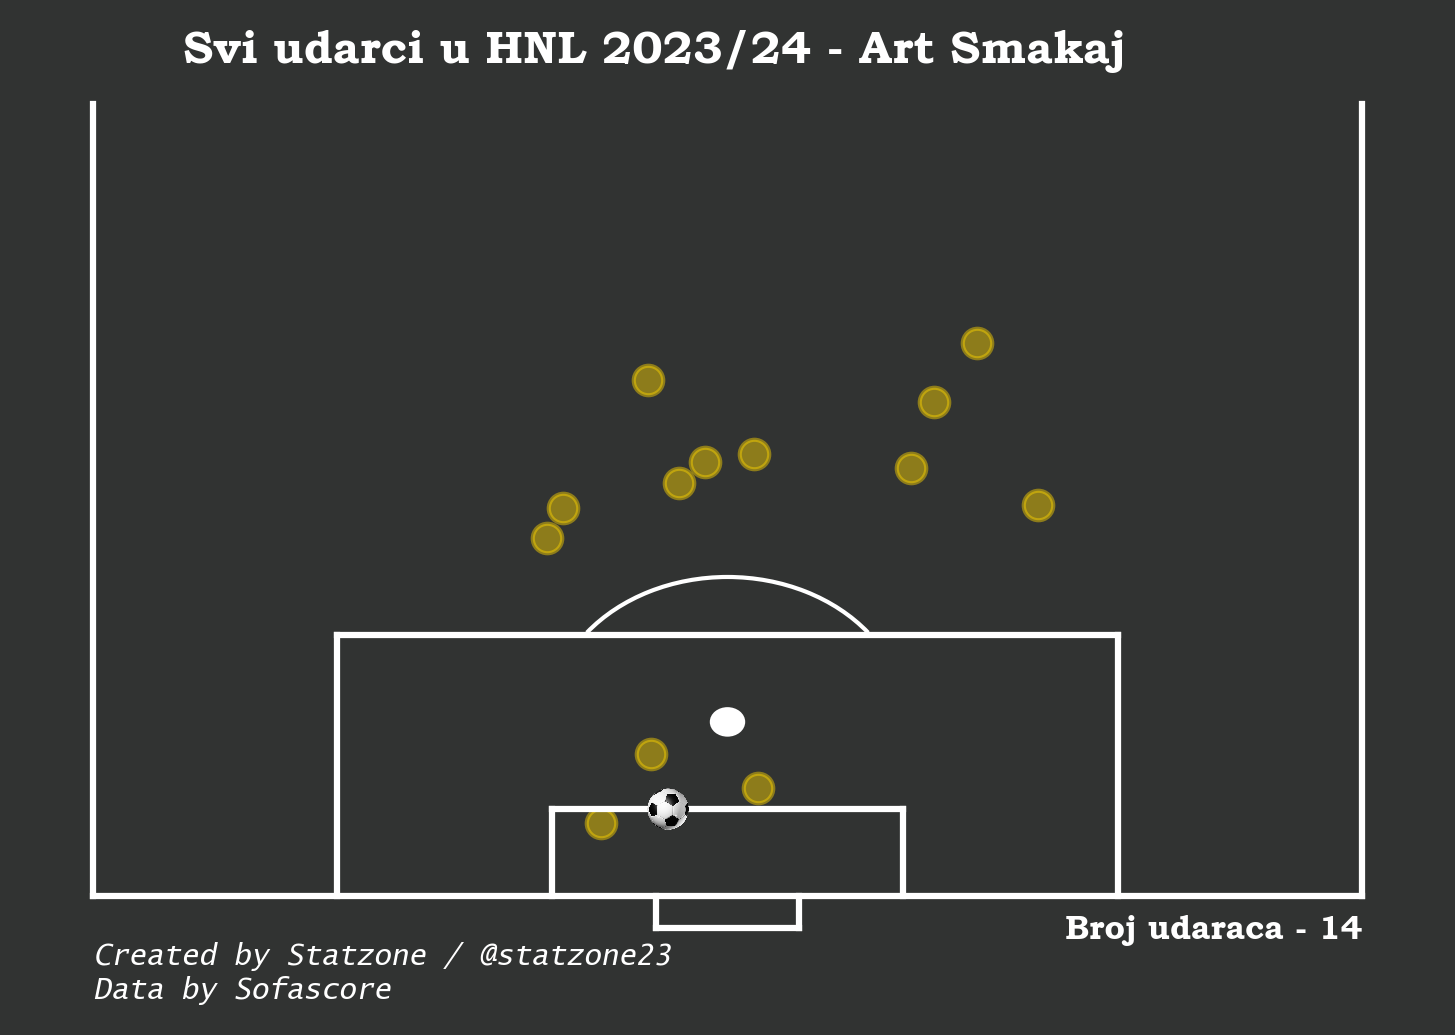 Svi udarci u HNL 2023/24 - Art Smakaj
Broj udaraca - 14
Created by Statzone / @statzone23
Data by Sofascore